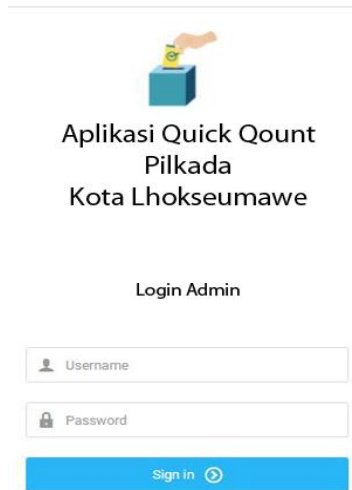 Aplikasi Quick Qount
Pilkada
Kota Lhokseumawe
Login Admin
Username
Password
Sign in